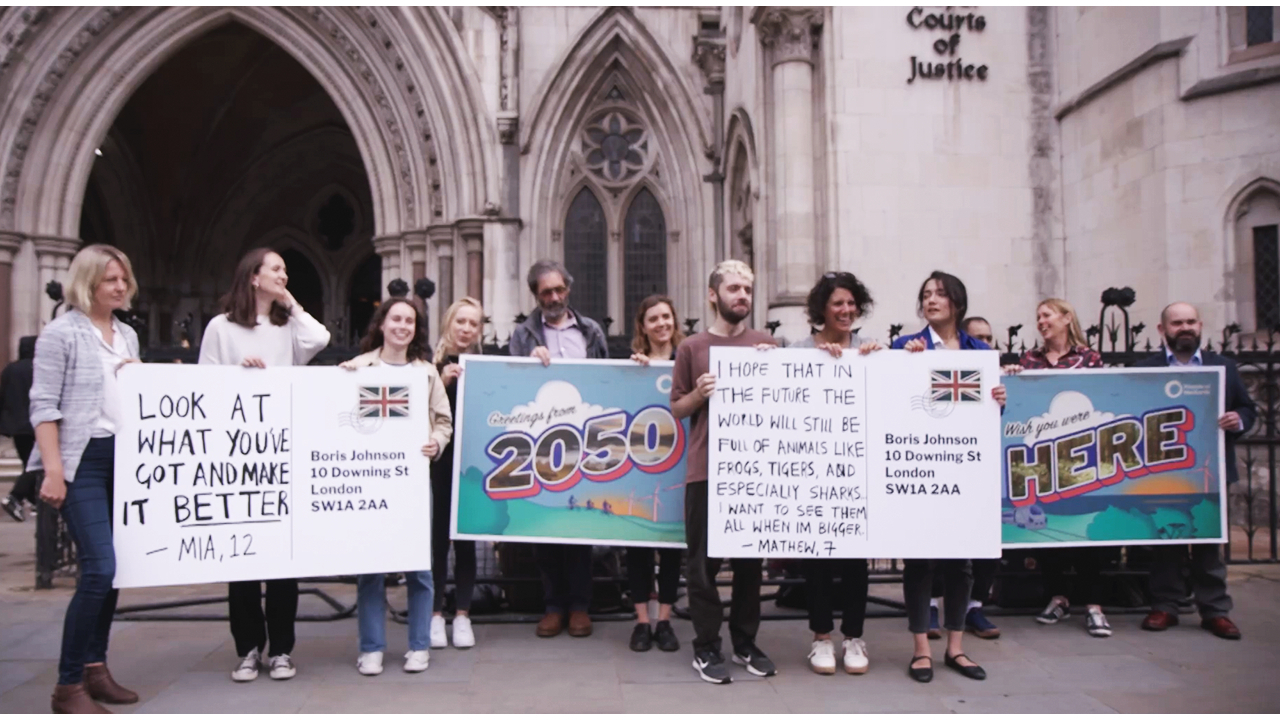 Courts
of
Justice
LOOK AT
WHAT YOU'VE
GOT AND MAKE
IT BETTER
— MIA, 12
Boris Johnson
10 Downing St
London
SW1A 2AA
Greetings from
2050
I HOPE THAT IN
THE FUTURE THE
WORLD WILL STILL BE
FULL OF ANIMALS LIKE
FROGS, TIGERS, AND
ESPECIALLY SHARKS.
I WANT TO SEE THEM
ALL WHEN IM BIGGER.
— MATHEW, 7
Boris Johnson
10 Downing St
London
SW1A 2AA
Wish you were
HERE